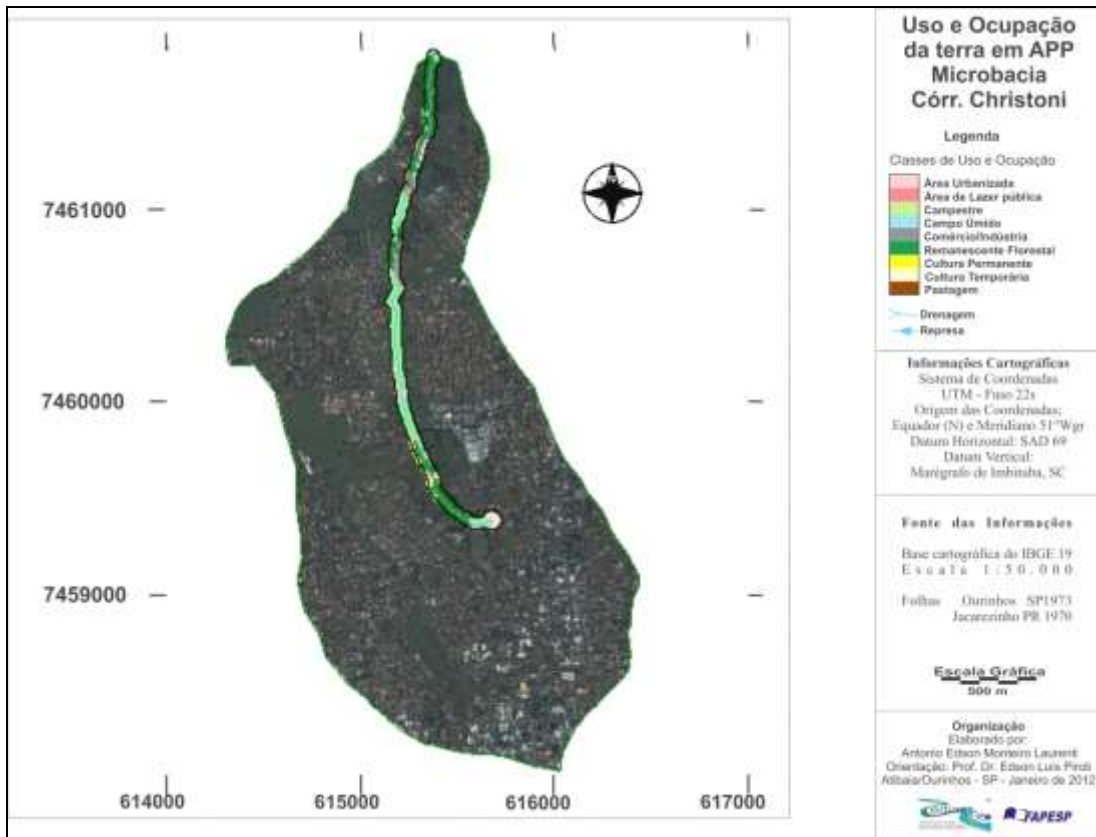 Uso e Ocupação
da terra em APP
Microbacia
Córr. Christoni
Legenda
Classes de Uso e Ocupação
Área Urbanizada
Área de Lazer pública
Campestre
Campo Úmido
Comércio/Indústria
Remanescente Florestal
Cultura Permanente
Cultura Temporária
Pastagem
Drenagem
Represa
Informações Cartográficas
Sistema de Coordenadas
UTM - Fuso 22s
Origem das Coordenadas:
Equador (N) e Meridiano 51°Wgr
Datum Horizontal: SAD 69
Datum Vertical:
Marégrafo de Imbituba, SC
Fonte das Informações
Base cartográfica do IBGE 19
Escala 1:50.000
Folhas Ourinhos SP1973
Jacarezinho PR 1970
Escala Gráfica
500 m
Organização
Elaborado por:
Antonio Edson Monteiro Laurenti
Orientação: Prof. Dr. Edson Luís Piroli
Atibaia/Ourinhos - SP - Janeiro de 2012
FAPESP
7461000
7460000
7459000
614000
615000
616000
617000